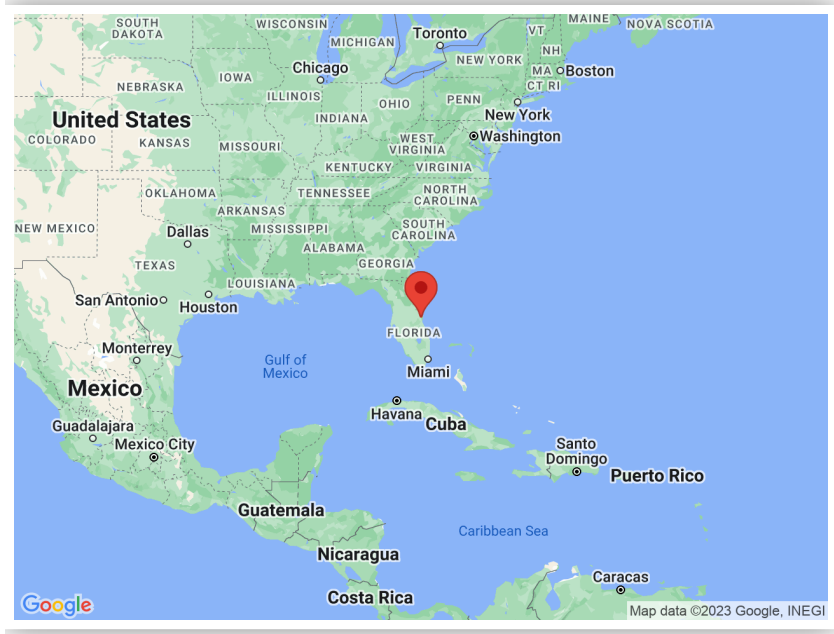 SOUTH
DAKOTA
WISCONSIN
MICHIGAN
Toronto
VT
MAINE
NOVA SCOTIA
NH
NEW YORK
MA
Boston
CT RI
Chicago
IOWA
NEBRASKA
ILLINOIS
OHIO
PENN
New York
INDIANA
United States
Washington
COLORADO
KANSAS
MISSOURI
WEST
VIRGINIA
KENTUCKY
VIRGINIA
OKLAHOMA
TENNESSEE
NORTH
CAROLINA
ARKANSAS
NEW MEXICO
Dallas
MISSISSIPPI
SOUTH
CAROLINA
ALABAMA
TEXAS
GEORGIA
LOUISIANA
San Antonio
Houston
FLORIDA
Monterrey
Gulf of
Mexico
Miami
Mexico
Havana
Cuba
Guadalajara
Mexico City
Santo
Domingo
Puerto Rico
Guatemala
Caribbean Sea
Nicaragua
Caracas
Costa Rica
Google
Map data ©2023 Google, INEGI